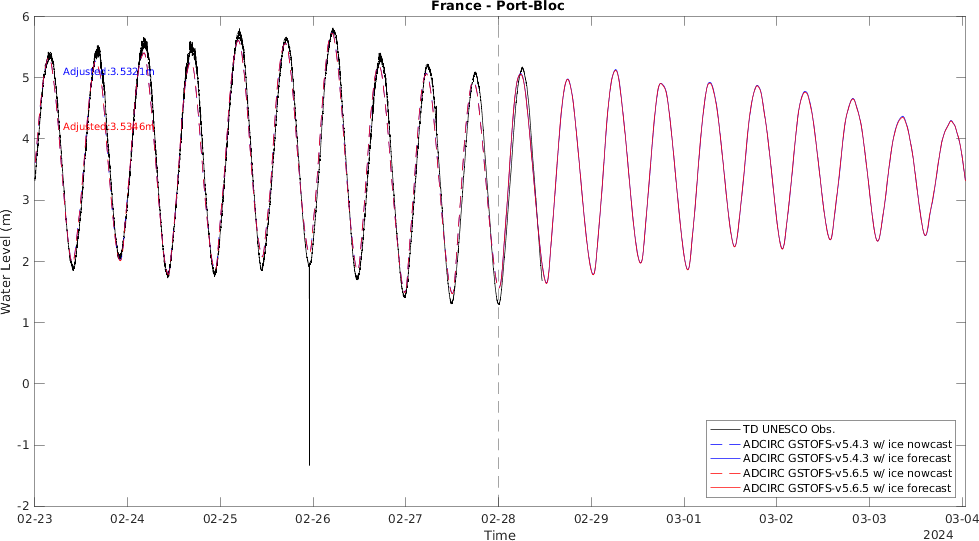 France - Port-Bloc
6
5
4
3
2
1
0
-1
-2
Water Level (m)
Adjusted:3.5321m
Adjusted:3.5346m
TD UNESCO Obs.
ADCIRC GSTOFS-v5.4.3 w/ ice nowcast
ADCIRC GSTOFS-v5.4.3 w/ ice forecast
ADCIRC GSTOFS-v5.6.5 w/ ice nowcast
ADCIRC GSTOFS-v5.6.5 w/ ice forecast
02-23 02-24 02-25 02-26 02-27 02-28 02-29 03-01 03-02 03-03 03-04
Time
2024